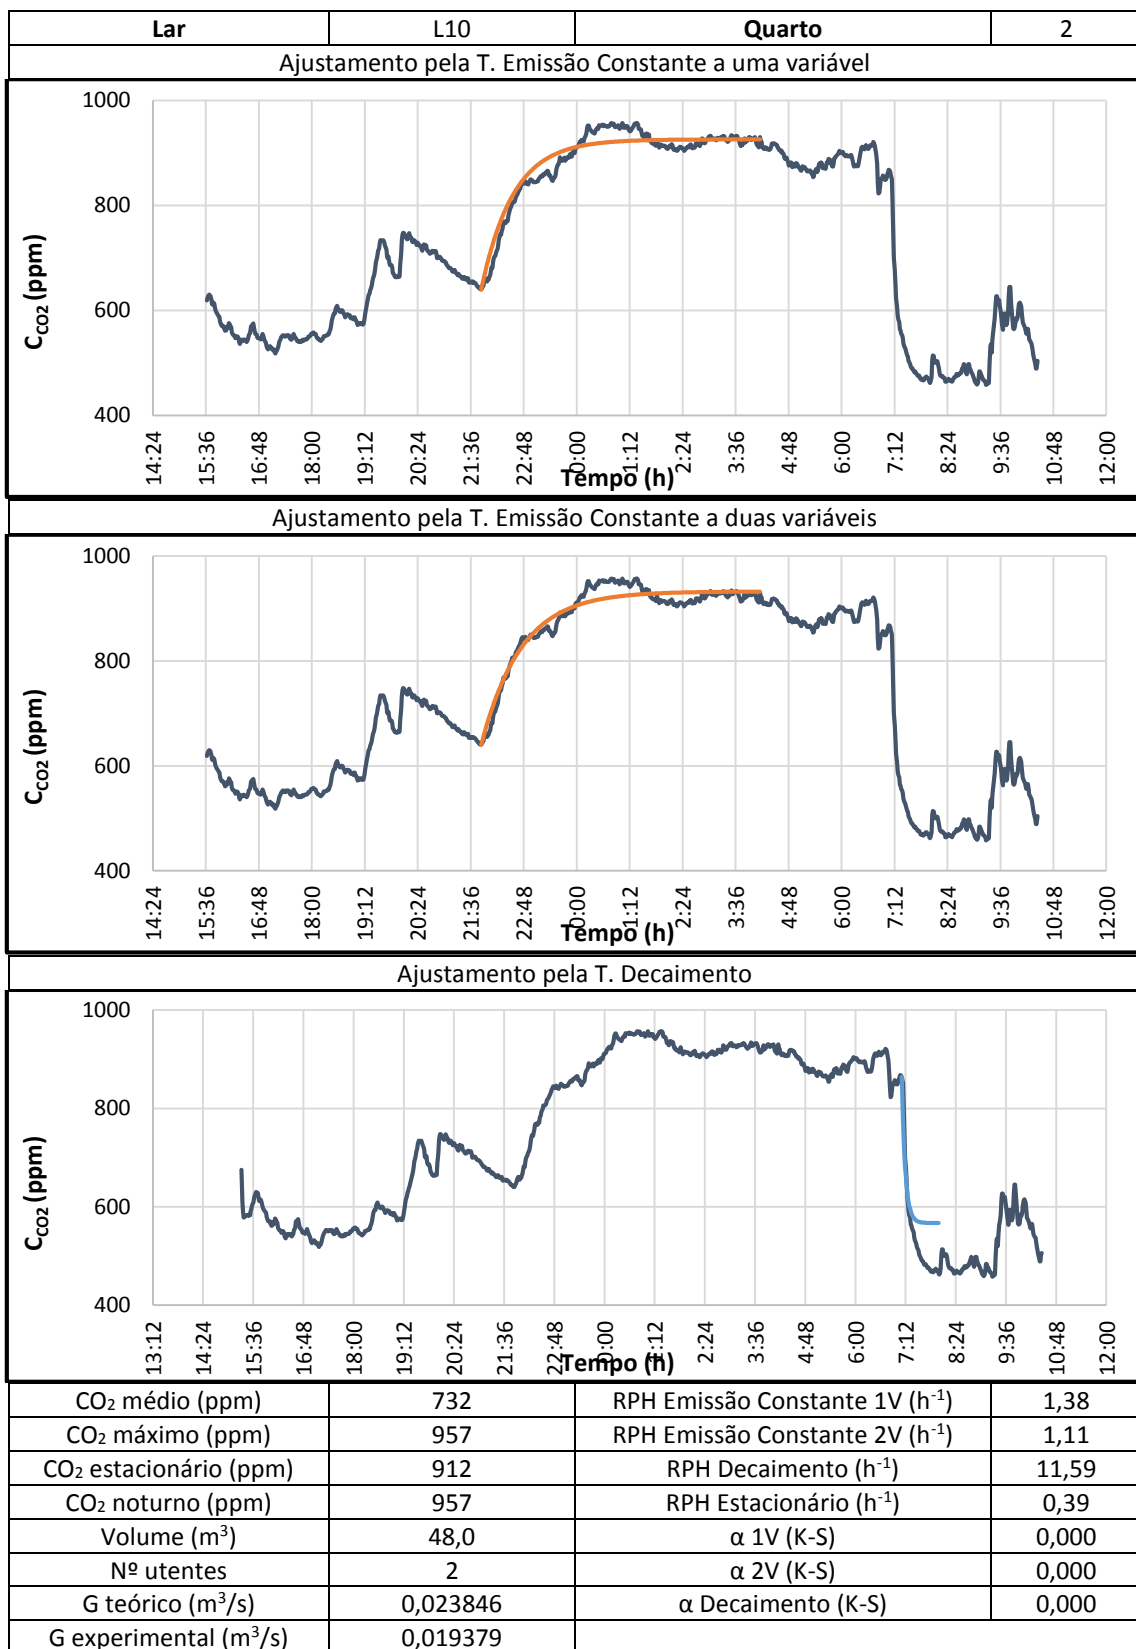 Lar L10 Quarto 2
Ajustamento pela T. Emissão Constante a uma variável
1000
800
600
400
C_CO2 (ppm)
14:24 15:36 16:48 18:00 19:12 20:24 21:36 22:48 0:00 1:12 2:24 3:36 4:48 6:00 7:12 8:24 9:36 10:48 12:00
Tempo (h)
Ajustamento pela T. Emissão Constante a duas variáveis
1000
800
600
400
C_CO2 (ppm)
14:24 15:36 16:48 18:00 19:12 20:24 21:36 22:48 0:00 1:12 2:24 3:36 4:48 6:00 7:12 8:24 9:36 10:48 12:00
Tempo (h)
Ajustamento pela T. Decaimento
1000
800
600
400
C_CO2 (ppm)
13:12 14:24 15:36 16:48 18:00 19:12 20:24 21:36 22:48 0:00 1:12 2:24 3:36 4:48 6:00 7:12 8:24 9:36 10:48 12:00
Tempo (h)
CO₂ médio (ppm) 732 RPH Emissão Constante 1V (h⁻¹) 1,38
CO₂ máximo (ppm) 957 RPH Emissão Constante 2V (h⁻¹) 1,11
CO₂ estacionário (ppm) 912 RPH Decaimento (h⁻¹) 11,59
CO₂ noturno (ppm) 957 RPH Estacionário (h⁻¹) 0,39
Volume (m³) 48,0 α 1V (K-S) 0,000
Nº utentes 2 α 2V (K-S) 0,000
G teórico (m³/s) 0,023846 α Decaimento (K-S) 0,000
G experimental (m³/s) 0,019379